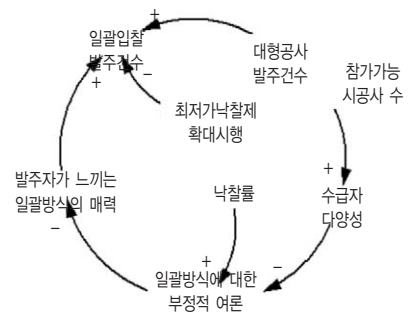 일괄입찰
발주건수
대형공사
발주건수
참가가능
시공사 수
최저가낙찰제
확대시행
발주자가 느끼는
일괄방식의 매력
낙찰률
수급자
다양성
일괄방식에 대한
부정적 여론
+
−
+
+
−
+
−